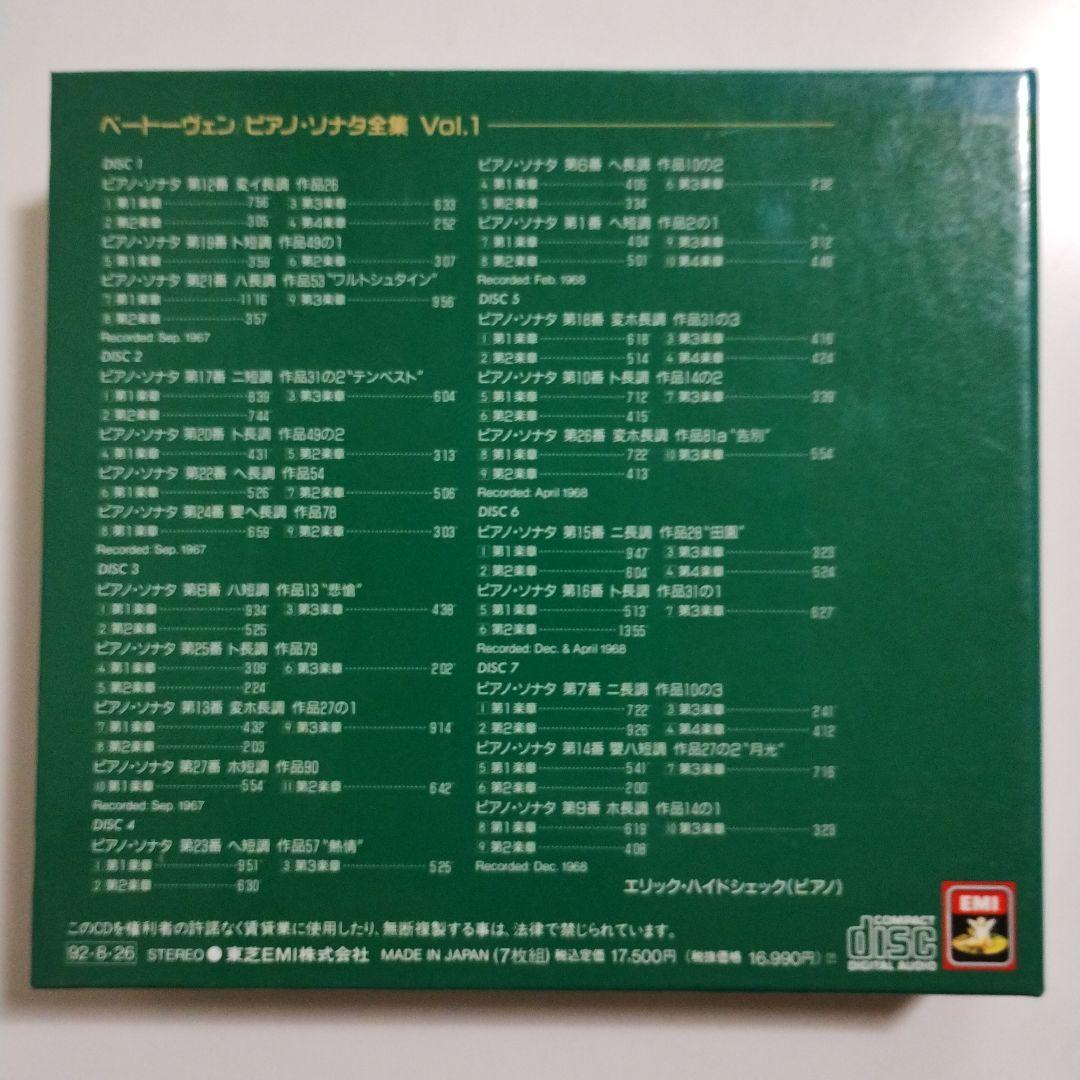 ベートーヴェン ピアノ・ソナタ全集 Vol.1
DISC 1
ピアノ・ソナタ 第12番 変イ長調 作品26
1 第1楽章 7'56" 3 第3楽章 6'33"
2 第2楽章 3'05" 4 第4楽章 2'52"
ピアノ・ソナタ 第19番 ト短調 作品49の1
5 第1楽章 3'59" 6 第2楽章 3'07"
ピアノ・ソナタ 第21番 ハ長調 作品53"ワルトシュタイン"
7 第1楽章 11'16" 9 第3楽章 9'56"
8 第2楽章 3'57"
Recorded: Sep. 1967
DISC 2
ピアノ・ソナタ 第17番 ニ短調 作品31の2"テンペスト"
1 第1楽章 8'39" 3 第3楽章 6'04"
2 第2楽章 7'44"
ピアノ・ソナタ 第20番 ト長調 作品49の2
4 第1楽章 4'31" 5 第2楽章 3'13"
ピアノ・ソナタ 第22番 ヘ長調 作品54
6 第1楽章 5'26" 7 第2楽章 5'06"
ピアノ・ソナタ 第24番 嬰ヘ長調 作品78
8 第1楽章 6'59" 9 第2楽章 3'03"
Recorded: Sep. 1967
DISC 3
ピアノ・ソナタ 第8番 ハ短調 作品13"悲愴"
1 第1楽章 9'34" 3 第3楽章 4'38"
2 第2楽章 5'25"
ピアノ・ソナタ 第25番 ト長調 作品79
4 第1楽章 3'09" 6 第3楽章 2'02"
5 第2楽章 2'24"
ピアノ・ソナタ 第13番 変ホ長調 作品27の1
7 第1楽章 4'32" 9 第3楽章 9'14"
8 第2楽章 2'03"
ピアノ・ソナタ 第27番 ホ短調 作品90
10 第1楽章 5'54" 11 第2楽章 6'42"
Recorded: Sep. 1967
DISC 4
ピアノ・ソナタ 第23番 ヘ短調 作品57"熱情"
1 第1楽章 9'51" 3 第3楽章 5'25"
2 第2楽章 6'30"
ピアノ・ソナタ 第6番 ヘ長調 作品10の2
4 第1楽章 4'05" 6 第3楽章 2'32"
5 第2楽章 3'34"
ピアノ・ソナタ 第1番 ヘ短調 作品2の1
7 第1楽章 4'04" 9 第3楽章 3'12"
8 第2楽章 5'01" 10 第4楽章
Recorded: Feb. 1968
DISC 5
ピアノ・ソナタ 第18番 変ホ長調 作品31の3
1 第1楽章 6'18" 3 第3楽章 4'16"
2 第2楽章 5'14" 4 第4楽章 4'24"
ピアノ・ソナタ 第10番 ト長調 作品14の2
5 第1楽章 7'12" 7 第3楽章 3'39"
6 第2楽章 4'15"
ピアノ・ソナタ 第26番 変ホ長調 作品81a"告別"
8 第1楽章 7'22" 10 第3楽章 5'54"
9 第2楽章 4'13"
Recorded: April 1968
DISC 6
ピアノ・ソナタ 第15番 ニ長調 作品28"田園"
1 第1楽章 9'47" 3 第3楽章 3'23"
2 第2楽章 6'04" 4 第4楽章 5'24"
ピアノ・ソナタ 第16番 ト長調 作品31の1
5 第1楽章 5'13" 7 第3楽章 6'27"
6 第2楽章 13'55"
Recorded: Dec. & April 1968
DISC 7
ピアノ・ソナタ 第7番 ニ長調 作品10の3
1 第1楽章 7'22" 3 第3楽章 2'41"
2 第2楽章 9'26" 4 第4楽章 4'12"
ピアノ・ソナタ 第14番 嬰ハ短調 作品27の2"月光"
5 第1楽章 5'41" 7 第3楽章 7'16"
6 第2楽章 2'00"
ピアノ・ソナタ 第9番 ホ長調 作品14の1
8 第1楽章 6'19" 10 第3楽章 3'23"
9 第2楽章 4'08"
Recorded: Dec. 1968
エリック・ハイドシェック(ピアノ)
このCDを権利者の許諾なく賃貸業に使用したり、無断複製する事は、法律で禁じられています。
92・8・26 STEREO ● 東芝EMI株式会社 MADE IN JAPAN (7枚組) 税込定価 17.500円 (税抜価格 16.990円)
COMPACT
disc
DIGITAL AUDIO
EMI